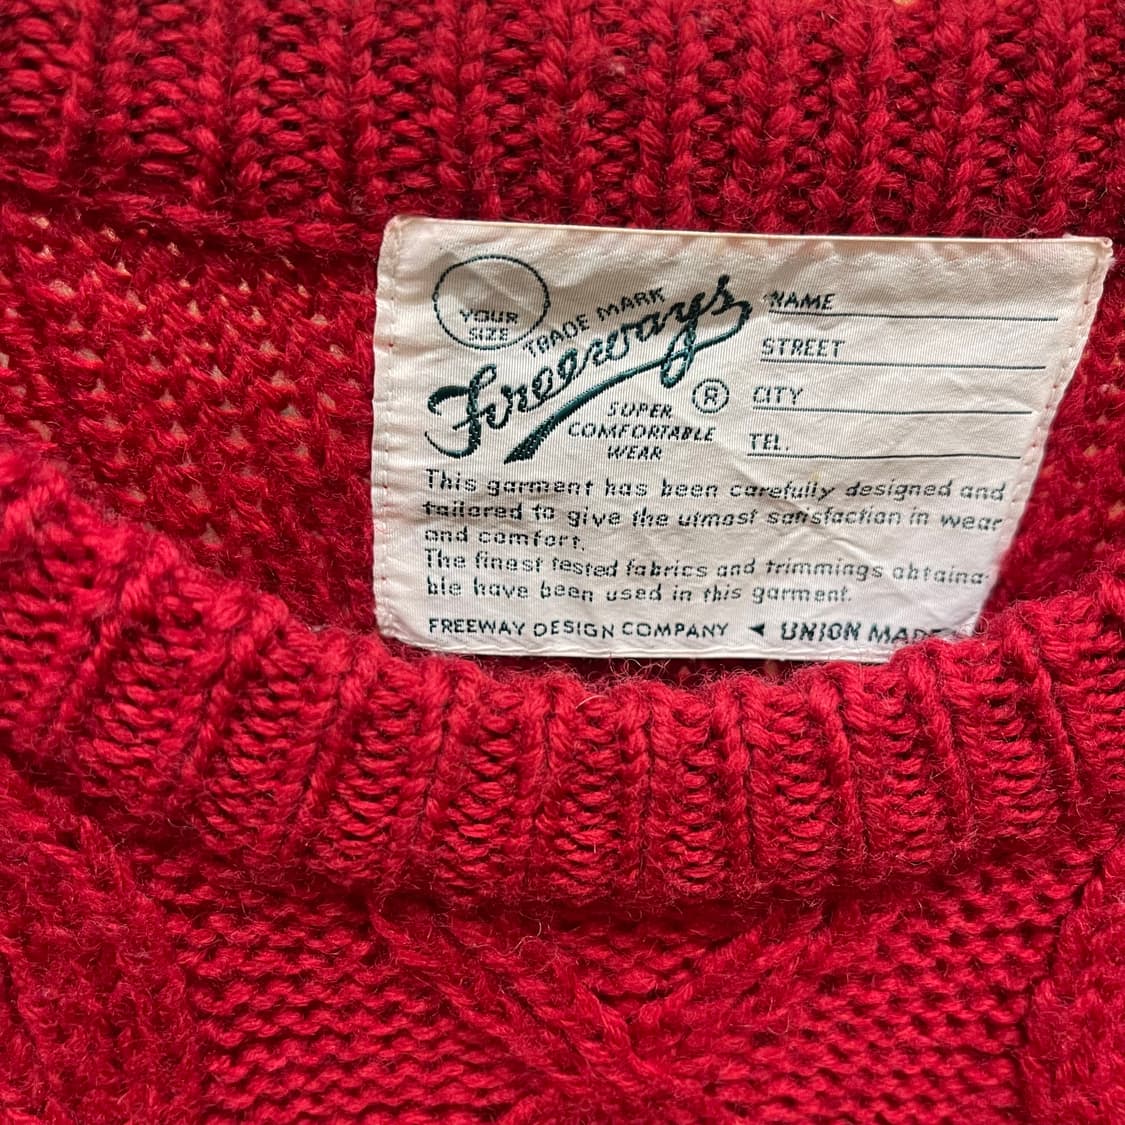 YOUR
SIZE
TRADE MARK
Freeways
®
SUPER
COMFORTABLE
WEAR
NAME
STREET
CITY
TEL.
This garment has been carefully designed and
tailored to give the utmost satisfaction in wear
and comfort.
The finest tested fabrics and trimmings obtaina-
ble have been used in this garment.
FREEWAY DESIGN COMPANY ◄ UNION MADE